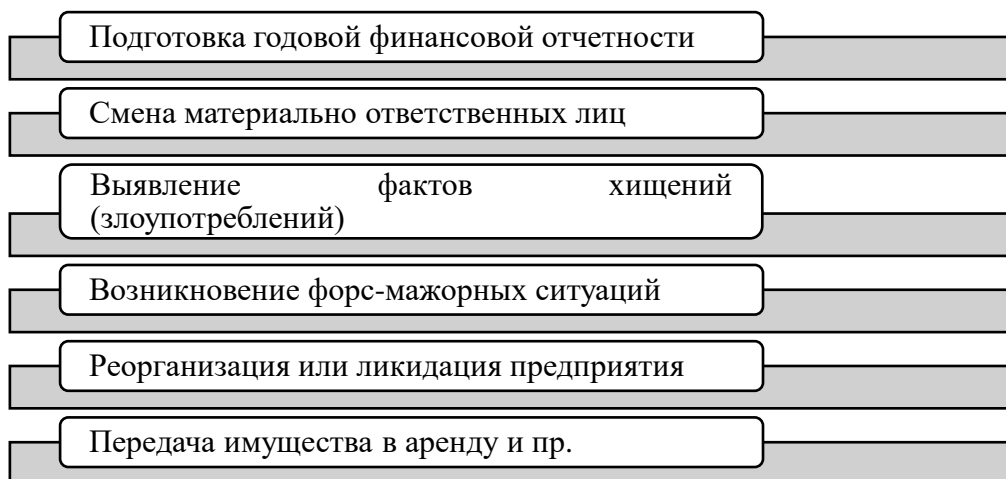 Подготовка годовой финансовой отчетности
Смена материально ответственных лиц
Выявление фактов хищений
(злоупотреблений)
Возникновение форс-мажорных ситуаций
Реорганизация или ликидация предприятия
Передача имущества в аренду и пр.